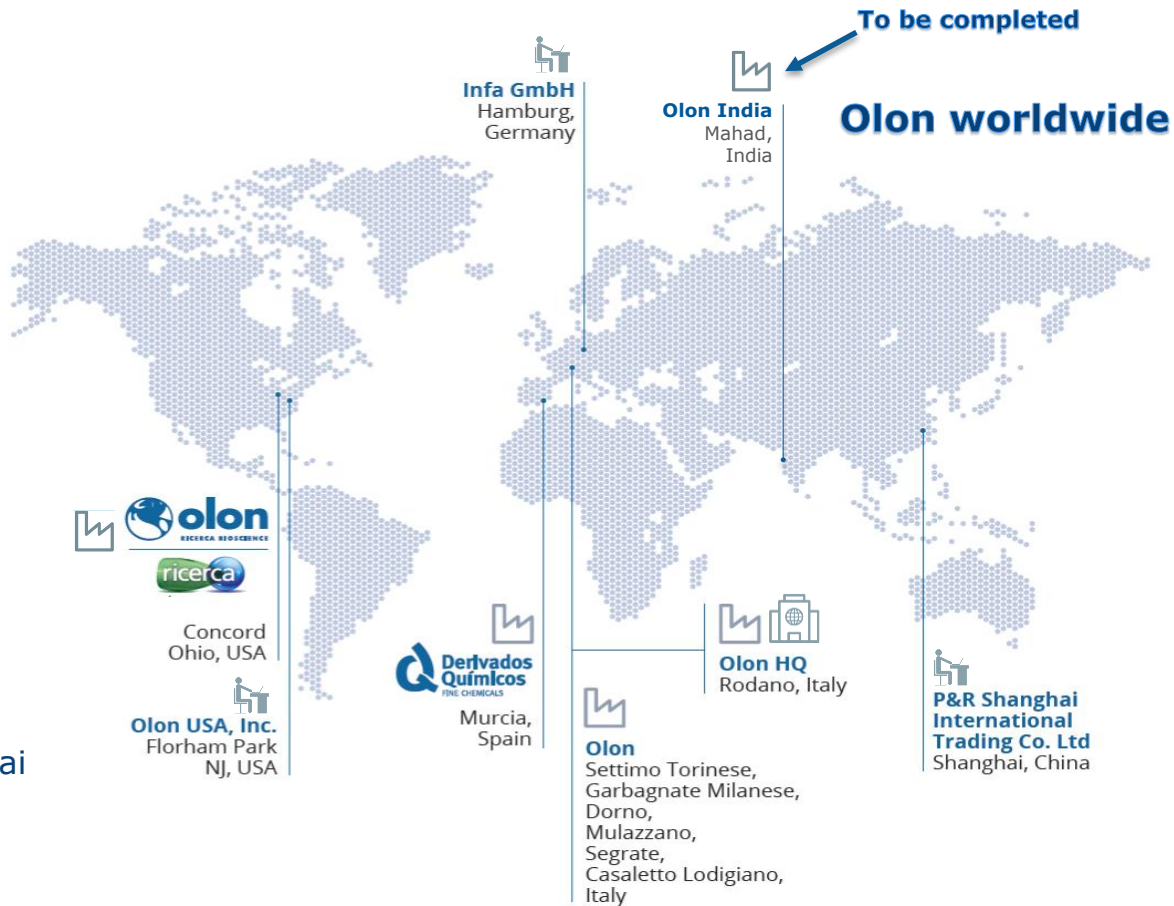 To be completed
Olon worldwide
Infa GmbH
Hamburg,
Germany
Olon India
Mahad,
India
olon
RICERCA BIOSCIENCE
ricerca
Concord
Ohio, USA
Olon USA, Inc.
Florham Park
NJ, USA
ai
Derivados
Químicos
FINE CHEMICALS
Murcia,
Spain
Olon HQ
Rodano, Italy
Olon
Settimo Torinese,
Garbagnate Milanese,
Dorno,
Mulazzano,
Segrate,
Casaletto Lodigiano,
Italy
P&R Shanghai
International
Trading Co. Ltd
Shanghai, China